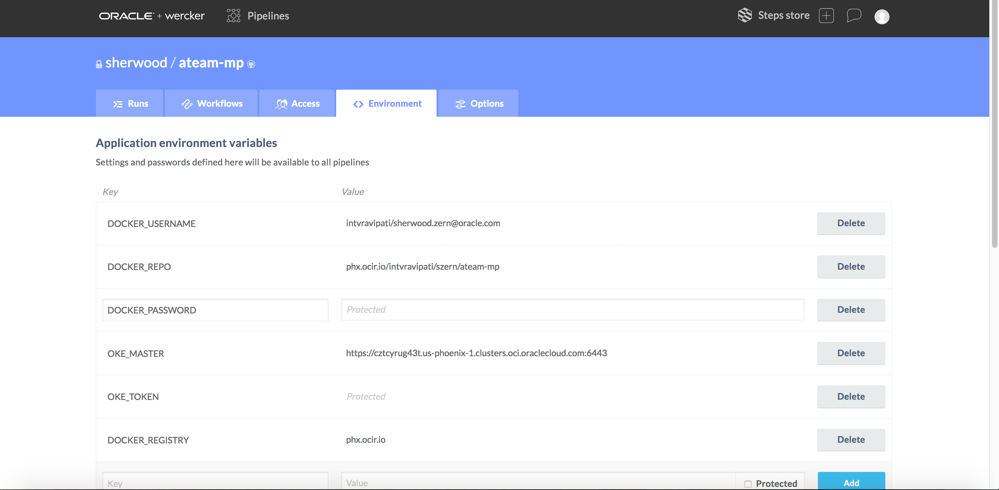 ORACLE + wercker Pipelines Steps store
sherwood / ateam-mp
Runs Workflows Access Environment Options
Application environment variables
Settings and passwords defined here will be available to all pipelines
Key Value
DOCKER_USERNAME intvravipati/sherwood.zern@oracle.com Delete
DOCKER_REPO phx.ocir.io/intvravipati/szern/ateam-mp Delete
DOCKER_PASSWORD Protected Delete
OKE_MASTER https://cztcyrug43t.us-phoenix-1.clusters.oci.oraclecloud.com:6443 Delete
OKE_TOKEN Protected Delete
DOCKER_REGISTRY phx.ocir.io Delete
Key Value Protected Add